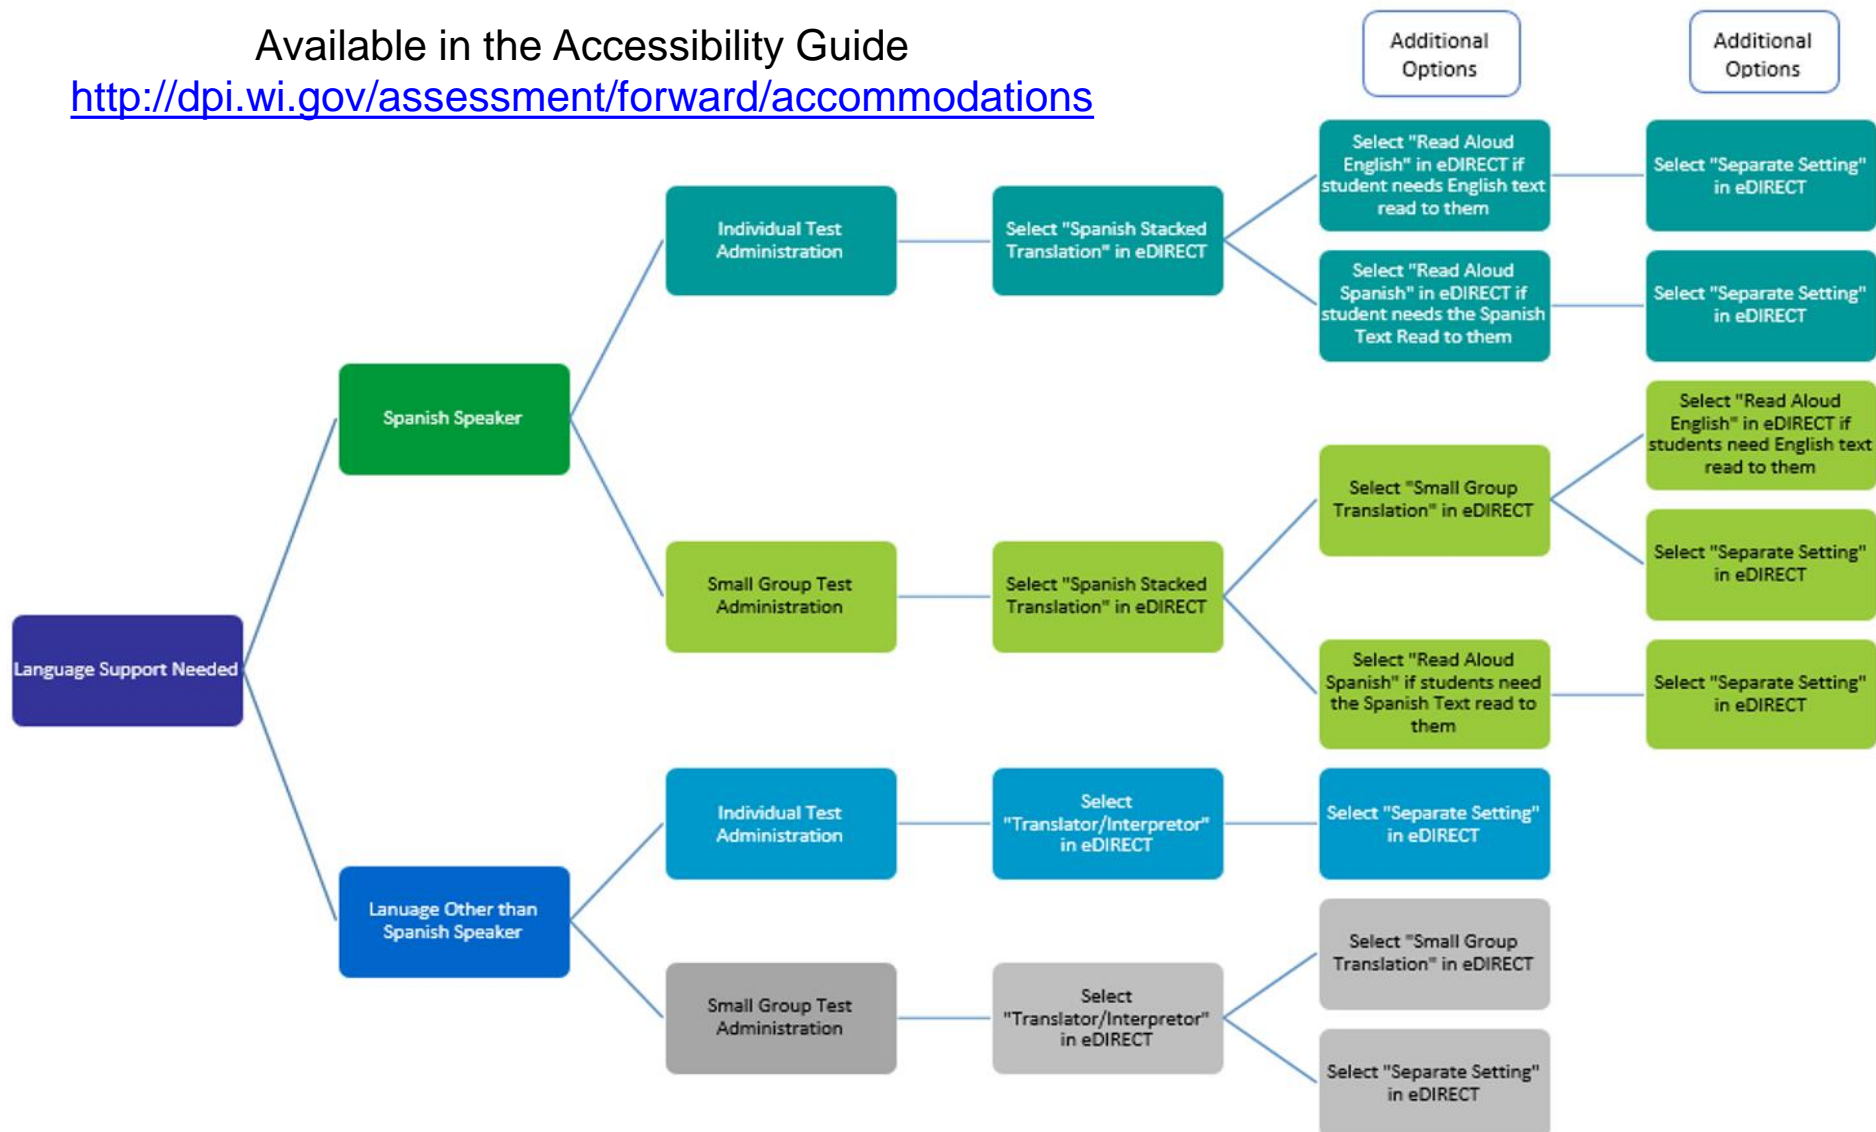 Available in the Accessibility Guide
http://dpi.wi.gov/assessment/forward/accommodations
Additional
Options
Additional
Options
Language Support Needed
Spanish Speaker
Individual Test
Administration
Select "Spanish Stacked
Translation" in eDIRECT
Select "Read Aloud
English" in eDIRECT if
student needs English text
read to them
Select "Separate Setting"
in eDIRECT
Select "Read Aloud
Spanish" in eDIRECT if
student needs the Spanish
Text Read to them
Select "Separate Setting"
in eDIRECT
Small Group Test
Administration
Select "Spanish Stacked
Translation" in eDIRECT
Select "Small Group
Translation" in eDIRECT
Select "Read Aloud
English" in eDIRECT if
students need English text
read to them
Select "Separate Setting"
in eDIRECT
Select "Read Aloud
Spanish" if students need
the Spanish Text read to
them
Select "Separate Setting"
in eDIRECT
Lanuage Other than
Spanish Speaker
Individual Test
Administration
Select
"Translator/Interpretor"
in eDIRECT
Select "Separate Setting"
in eDIRECT
Small Group Test
Administration
Select
"Translator/Interpretor"
in eDIRECT
Select "Small Group
Translation" in eDIRECT
Select "Separate Setting"
in eDIRECT